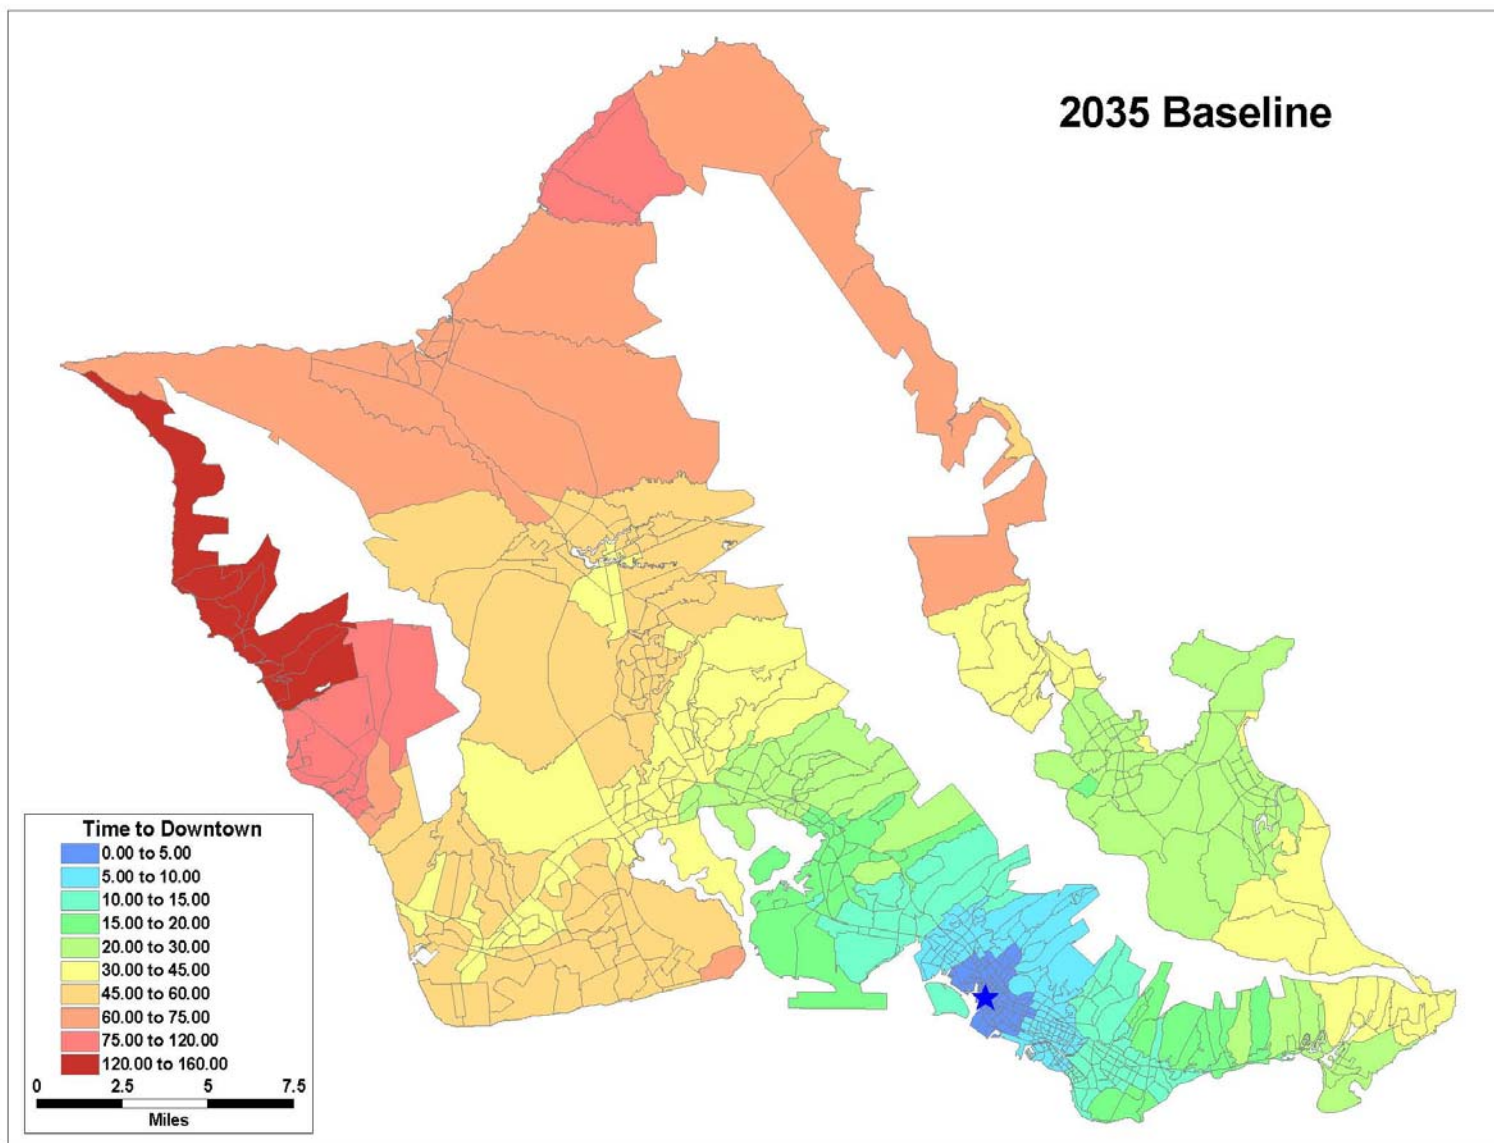 2035 Baseline
Time to Downtown
0.00 to 5.00
5.00 to 10.00
10.00 to 15.00
15.00 to 20.00
20.00 to 30.00
30.00 to 45.00
45.00 to 60.00
60.00 to 75.00
75.00 to 120.00
120.00 to 160.00
0 2.5 5 7.5
Miles